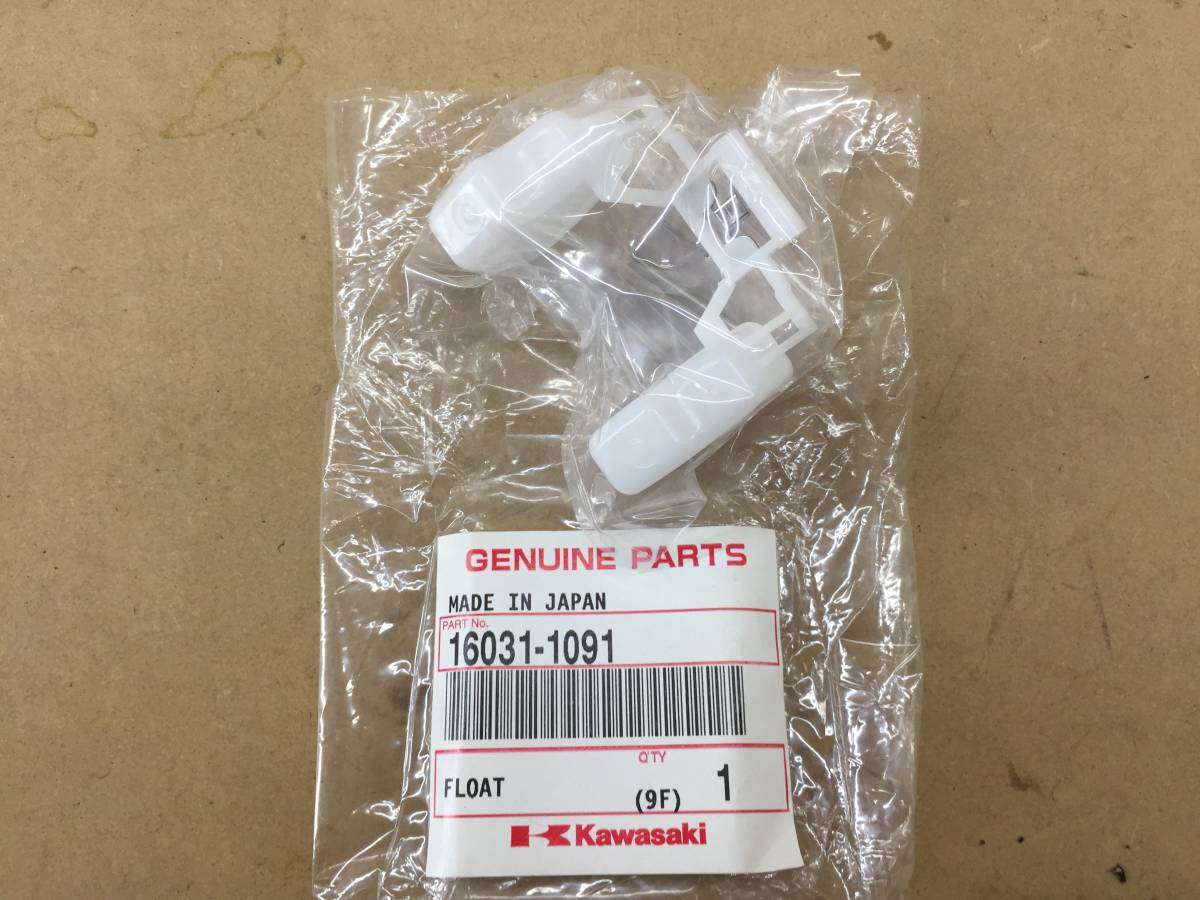 GENUINE PARTS
MADE IN JAPAN
PART No.
16031-1091
Q'TY
FLOAT (9F) 1
Kawasaki